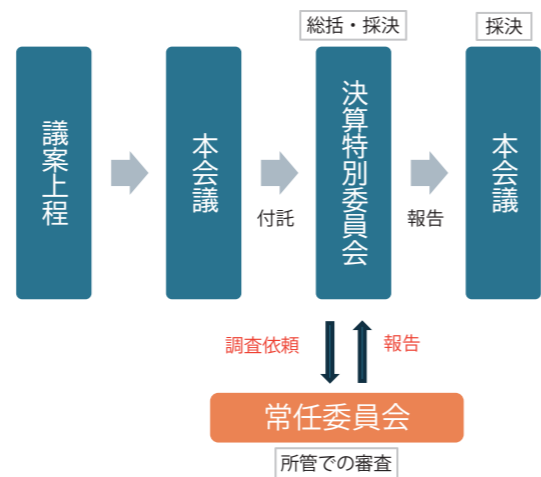 総括・採決
採決
議案上程
本会議
付託
決算特別委員会
報告
本会議
調査依頼
報告
常任委員会
所管での審査